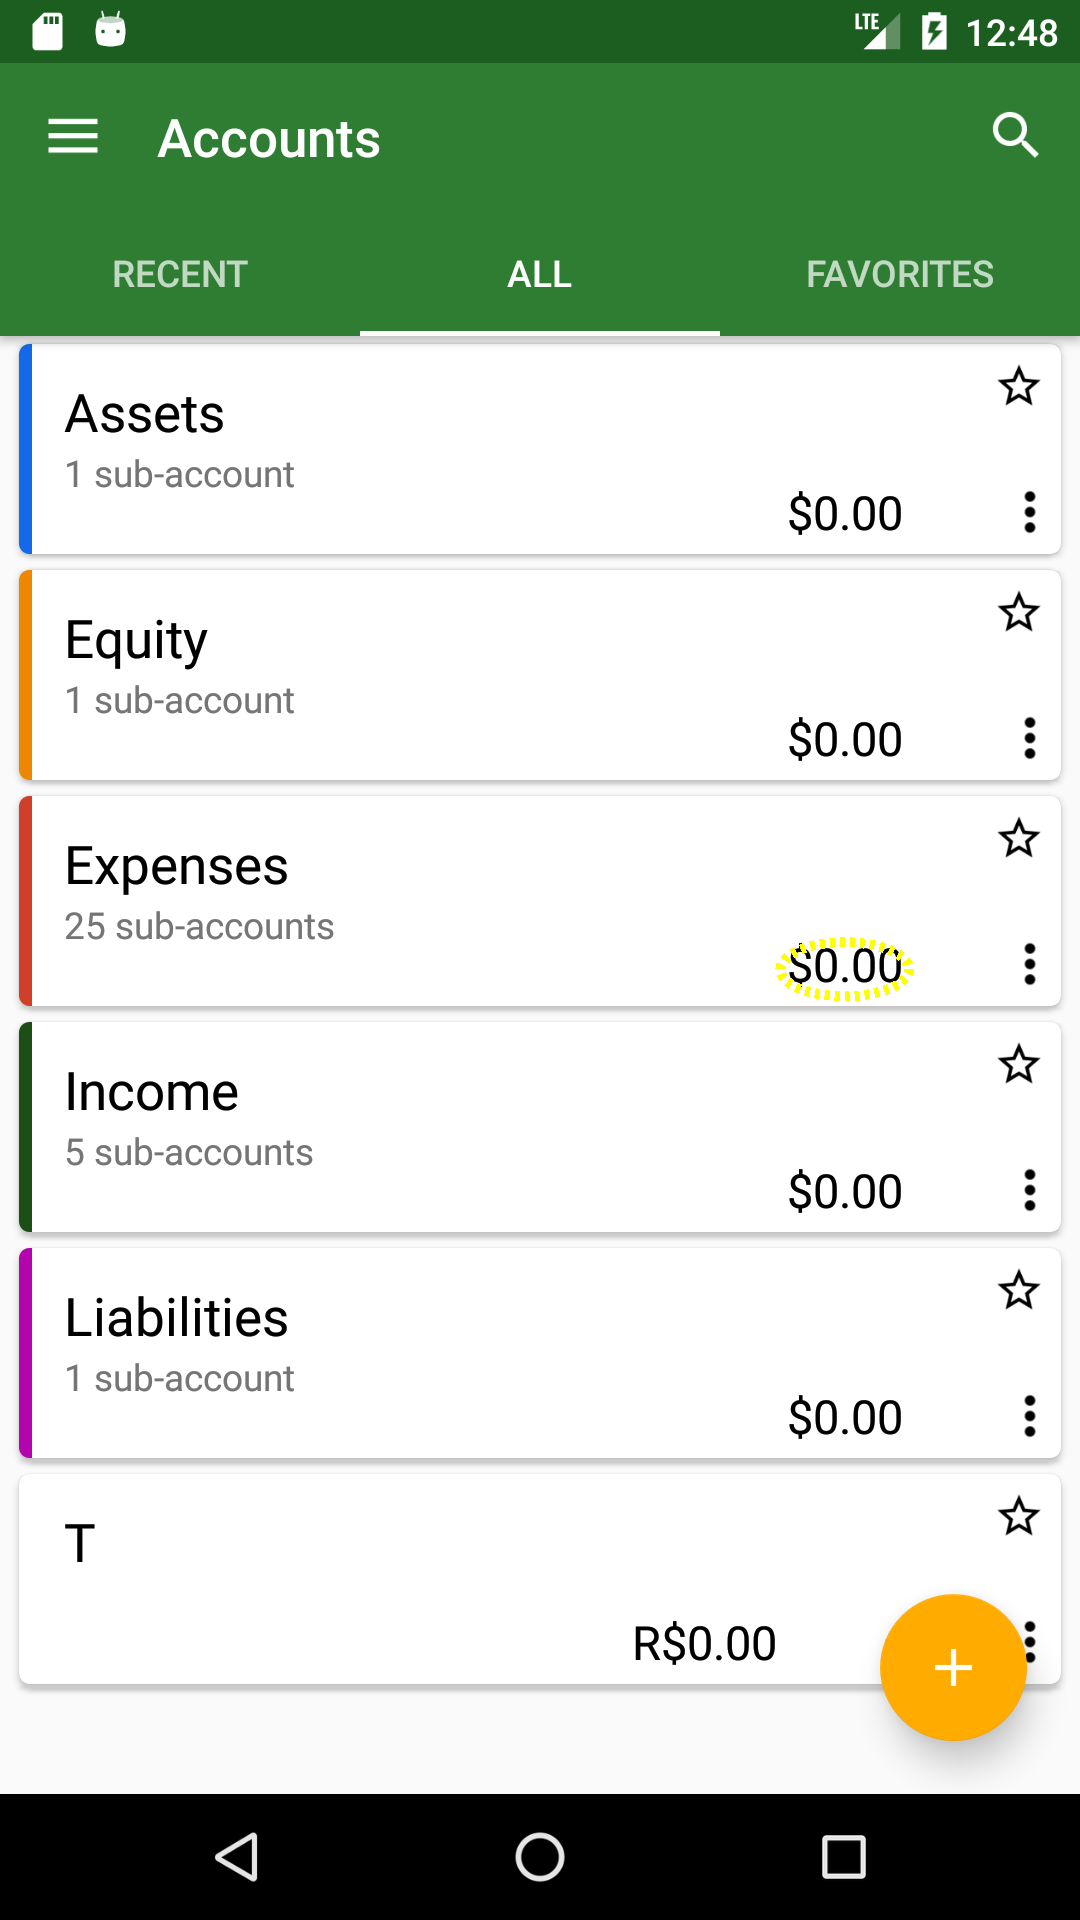 LTE 12:48
Accounts
RECENT ALL FAVORITES
Assets
1 sub-account
$0.00
Equity
1 sub-account
$0.00
Expenses
25 sub-accounts
$0.00
Income
5 sub-accounts
$0.00
Liabilities
1 sub-account
$0.00
T
R$0.00